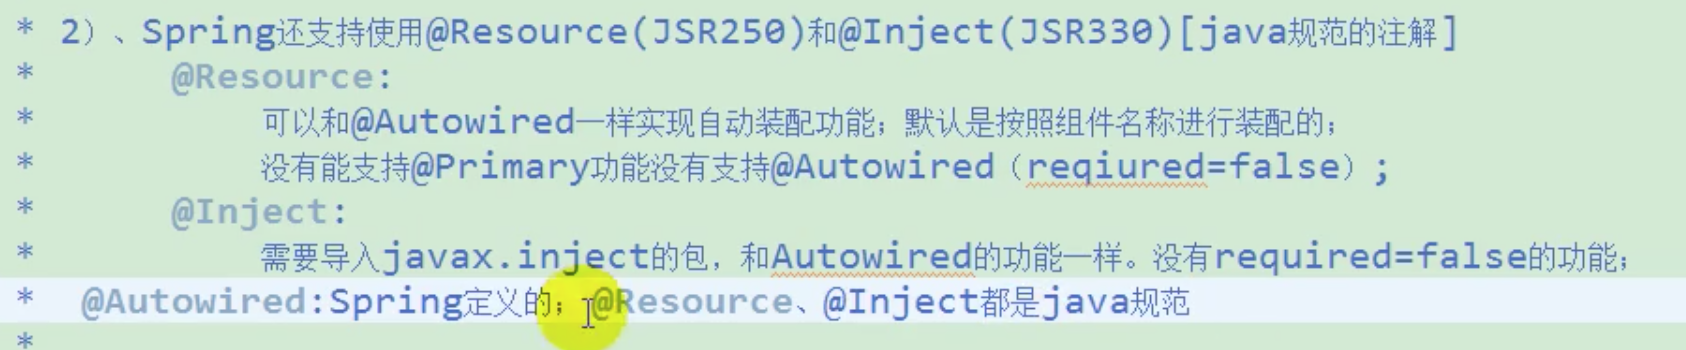 * 2）、Spring还支持使用@Resource(JSR250)和@Inject(JSR330)[java规范的注解]
* @Resource:
* 可以和@Autowired一样实现自动装配功能；默认是按照组件名称进行装配的；
* 没有能支持@Primary功能没有支持@Autowired（reqiured=false）;
* @Inject:
* 需要导入javax.inject的包，和Autowired的功能一样。没有required=false的功能；
* @Autowired:Spring定义的；@Resource、@Inject都是java规范
*